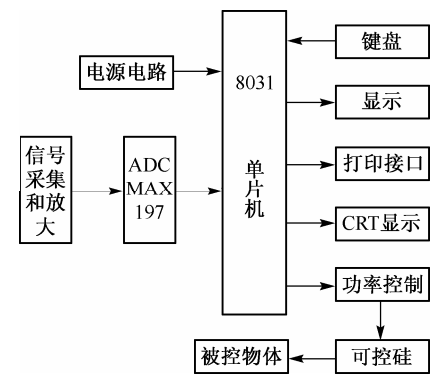 电源电路
信号
采集
和放
大
ADC
MAX
197
8031
单
片
机
键盘
显示
打印接口
CRT显示
功率控制
可控硅
被控物体